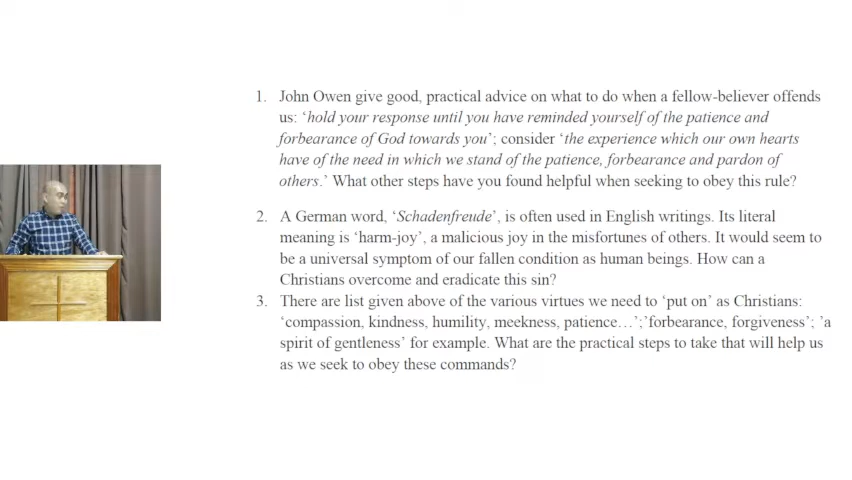 1. John Owen give good, practical advice on what to do when a fellow-believer offends
us: ‘hold your response until you have reminded yourself of the patience and
forbearance of God towards you’; consider ‘the experience which our own hearts
have of the need in which we stand of the patience, forbearance and pardon of
others.’ What other steps have you found helpful when seeking to obey this rule?
2. A German word, ‘Schadenfreude’, is often used in English writings. Its literal
meaning is ‘harm-joy’, a malicious joy in the misfortunes of others. It would seem to
be a universal symptom of our fallen condition as human beings. How can a
Christians overcome and eradicate this sin?
3. There are list given above of the various virtues we need to ‘put on’ as Christians:
‘compassion, kindness, humility, meekness, patience…’;’forbearance, forgiveness’; ’a
spirit of gentleness’ for example. What are the practical steps to take that will help us
as we seek to obey these commands?